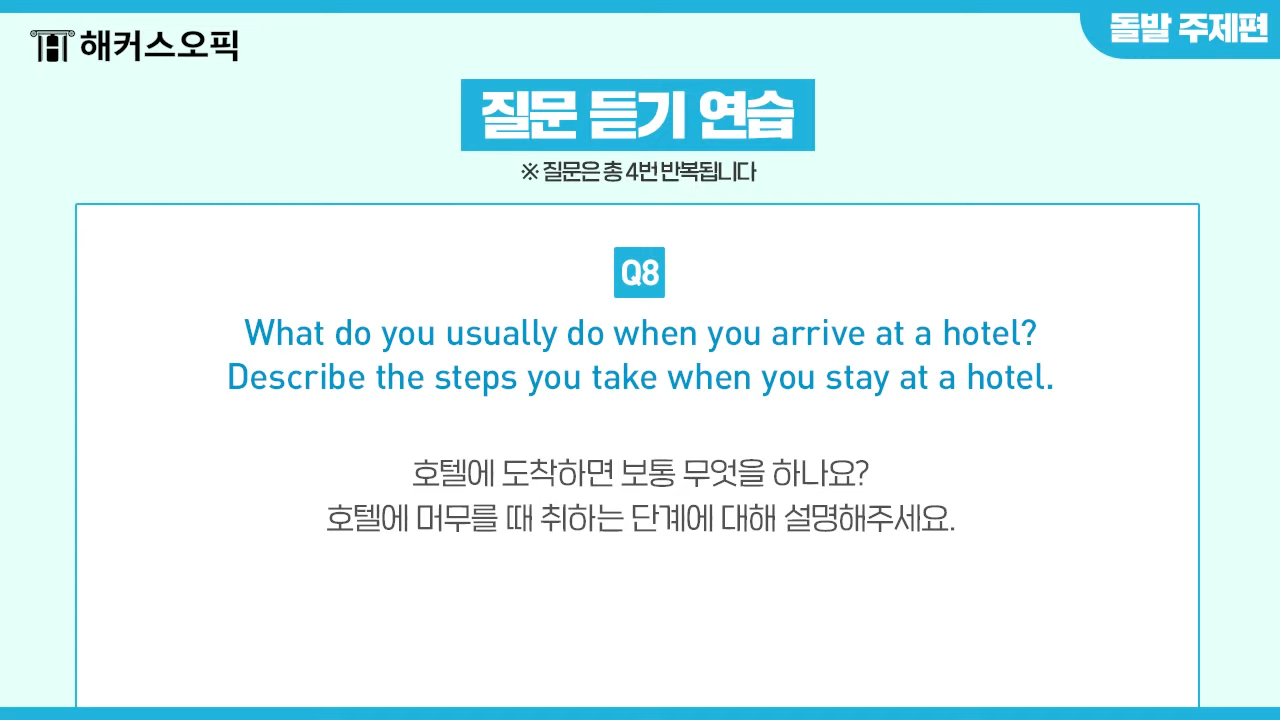 해커스오픽
돌발 주제편
질문 듣기 연습
※ 질문은 총 4번 반복됩니다
Q8
What do you usually do when you arrive at a hotel?
Describe the steps you take when you stay at a hotel.
호텔에 도착하면 보통 무엇을 하나요?
호텔에 머무를 때 취하는 단계에 대해 설명해주세요.